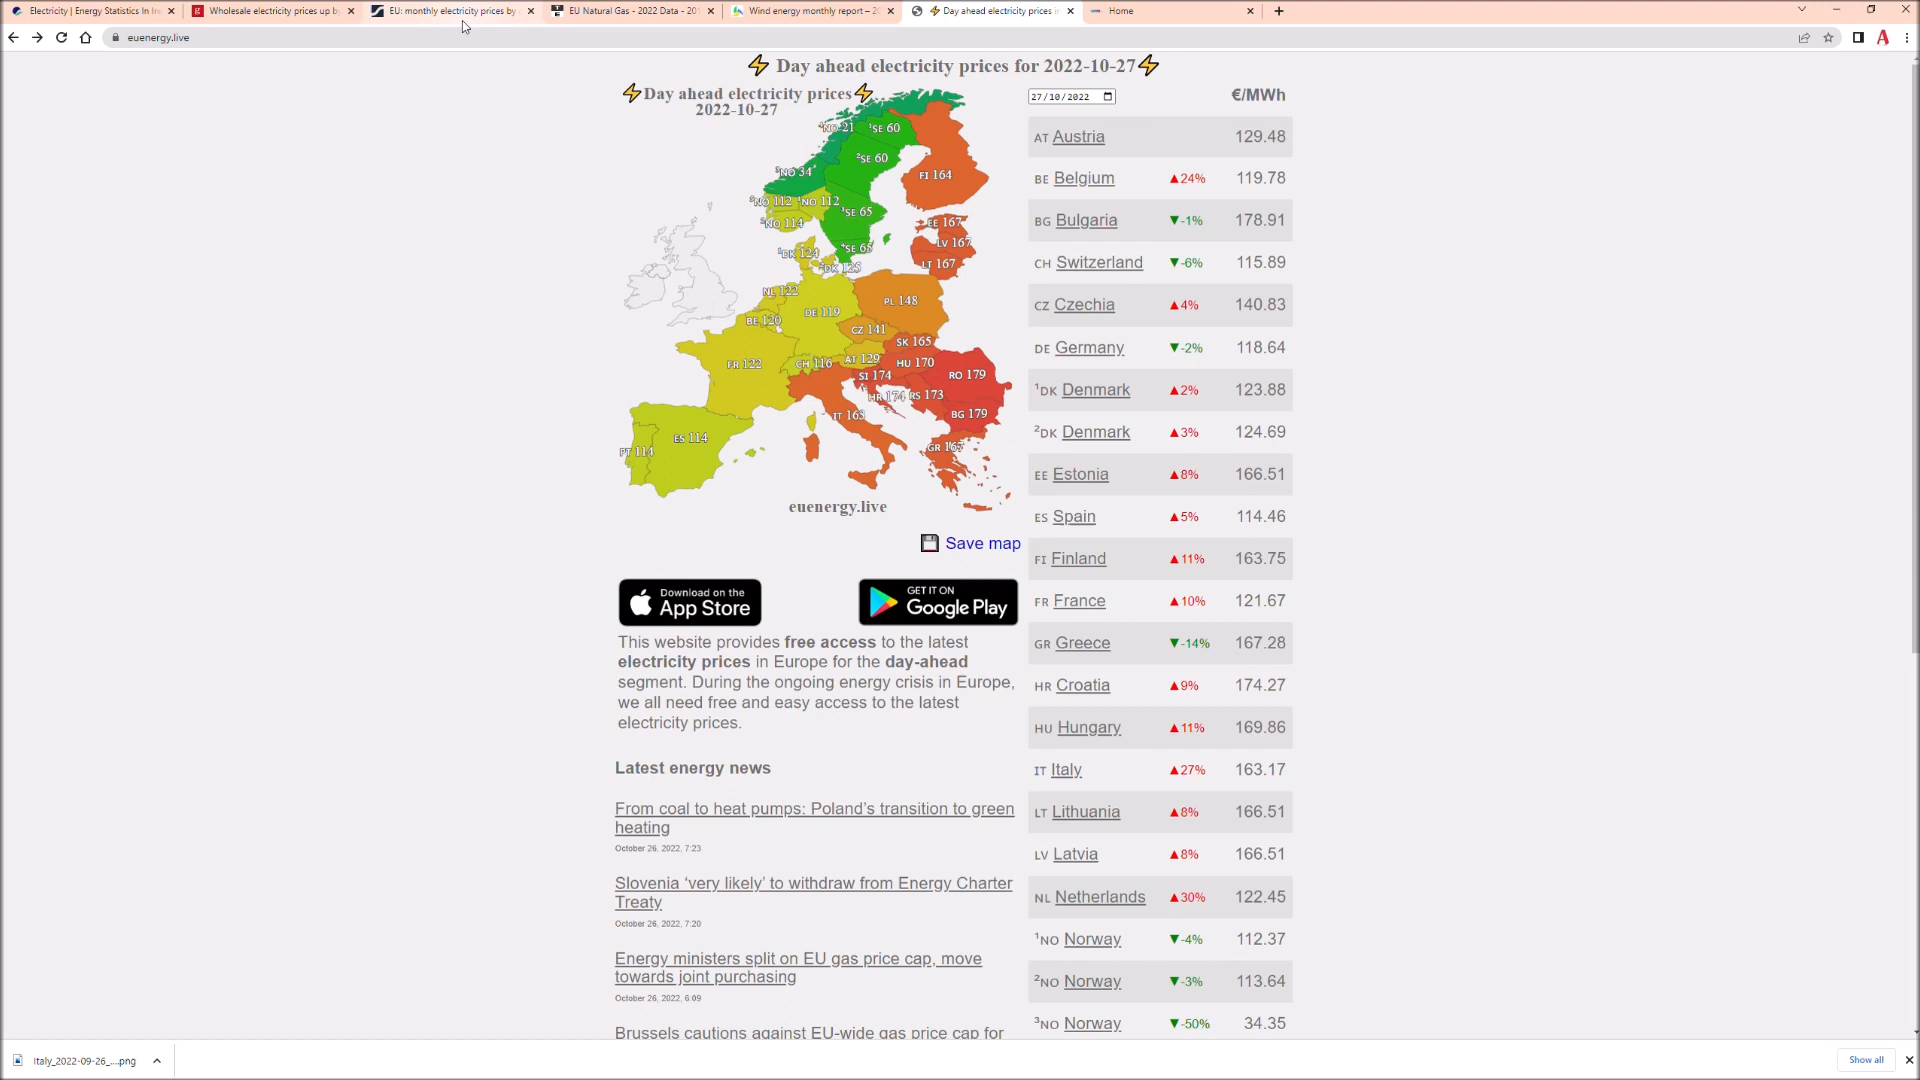 Electricity | Energy Statistics In Ire
Wholesale electricity prices up by
EU: monthly electricity prices by
EU Natural Gas - 2022 Data - 201
Wind energy monthly report – 20
⚡ Day ahead electricity prices in
Home
euenergy.live
⚡ Day ahead electricity prices for 2022-10-27⚡
⚡Day ahead electricity prices⚡
2022-10-27
⁴NO 21
¹SE 60
²SE 60
FI 164
³NO 34
⁵NO 112
¹NO 112
³SE 65
²NO 114
EE 167
LV 167
⁴SE 65
¹DK 124
²DK 125
LT 167
NL 122
PL 148
DE 119
BE 120
CZ 141
SK 165
FR 122
CH 116
AT 129
HU 170
SI 174
RO 179
HR 174
RS 173
IT 163
BG 179
ES 114
PT 114
GR 167
euenergy.live
Save map
Download on the
App Store
GET IT ON
Google Play
This website provides free access to the latest
electricity prices in Europe for the day-ahead
segment. During the ongoing energy crisis in Europe,
we all need free and easy access to the latest
electricity prices.
Latest energy news
From coal to heat pumps: Poland’s transition to green
heating
October 26, 2022, 7:23
Slovenia ‘very likely’ to withdraw from Energy Charter
Treaty
October 26, 2022, 7:20
Energy ministers split on EU gas price cap, move
towards joint purchasing
October 26, 2022, 6:09
Brussels cautions against EU-wide gas price cap for
27/10/2022 €/MWh
AT Austria 129.48
BE Belgium ▲24% 119.78
BG Bulgaria ▼-1% 178.91
CH Switzerland ▼-6% 115.89
CZ Czechia ▲4% 140.83
DE Germany ▼-2% 118.64
¹DK Denmark ▲2% 123.88
²DK Denmark ▲3% 124.69
EE Estonia ▲8% 166.51
ES Spain ▲5% 114.46
FI Finland ▲11% 163.75
FR France ▲10% 121.67
GR Greece ▼-14% 167.28
HR Croatia ▲9% 174.27
HU Hungary ▲11% 169.86
IT Italy ▲27% 163.17
LT Lithuania ▲8% 166.51
LV Latvia ▲8% 166.51
NL Netherlands ▲30% 122.45
¹NO Norway ▼-4% 112.37
²NO Norway ▼-3% 113.64
³NO Norway ▼-50% 34.35
Italy_2022-09-26_....png
Show all